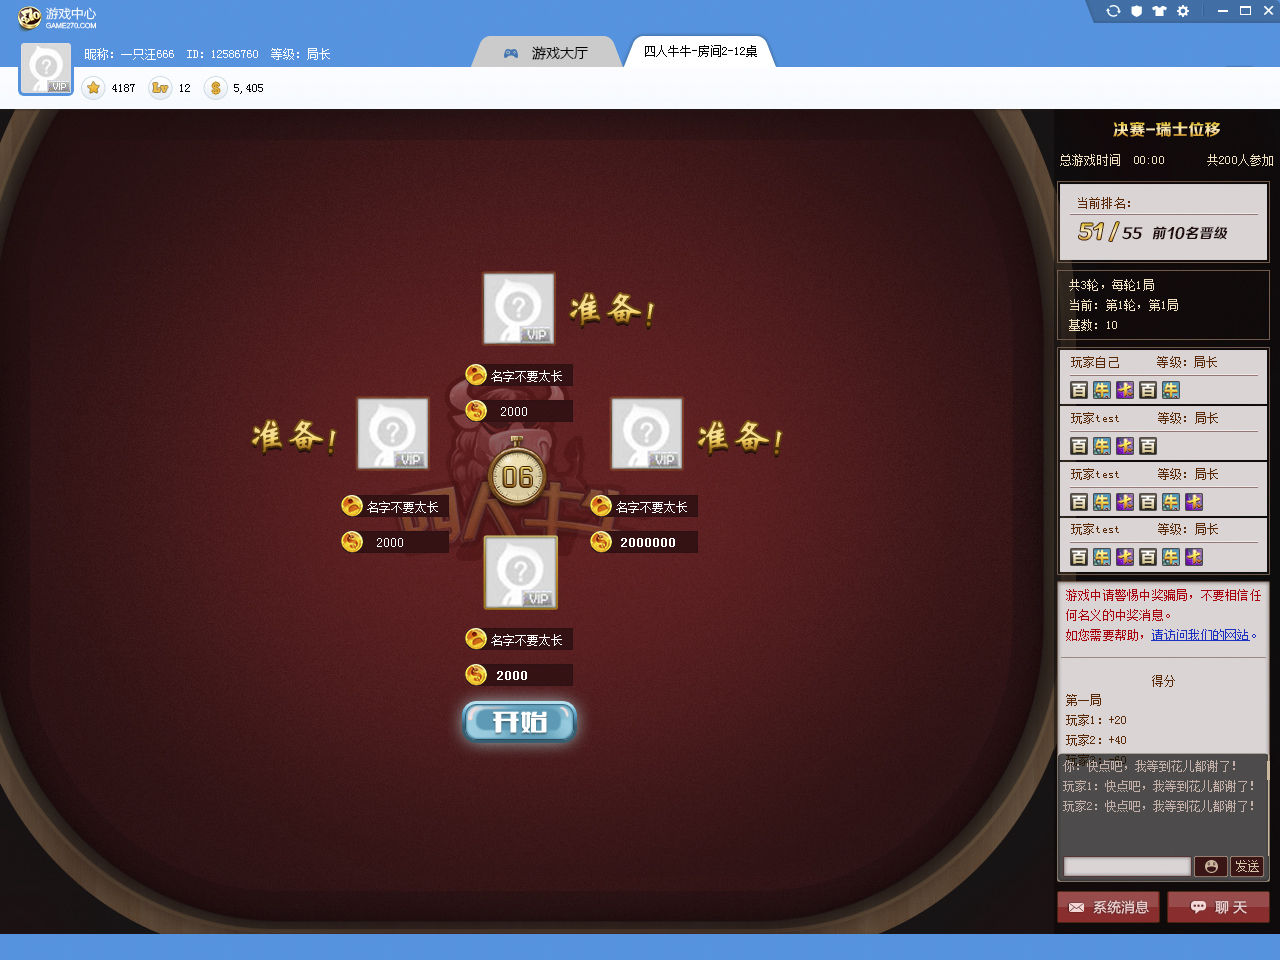 游戏中心
GAME270.COM
昵称：一只汪666 ID：12586760 等级：局长
游戏大厅
四人牛牛-房间2-12桌
VIP
4187
Lv 12
5,405
决赛-瑞士位移
总游戏时间 00:00 共200人参加
当前排名：
51/55 前10名晋级
共3轮，每轮1局
当前：第1轮，第1局
基数：10
玩家自己 等级：局长
百牛七百牛
玩家test 等级：局长
百牛七百
玩家test 等级：局长
百牛七百牛七
玩家test 等级：局长
百牛七百牛七
游戏中请警惕中奖骗局，不要相信任
何名义的中奖消息。
如您需要帮助，请访问我们的网站。
得分
第一局
玩家1：+20
玩家2：+40
你：快点吧，我等到花儿都谢了！
玩家1：快点吧，我等到花儿都谢了！
玩家2：快点吧，我等到花儿都谢了！
发送
系统消息
聊天
VIP
准备！
名字不要太长
2000
准备！
VIP
VIP
准备！
06
四人牛牛
名字不要太长
2000
名字不要太长
2000000
VIP
名字不要太长
2000
开始